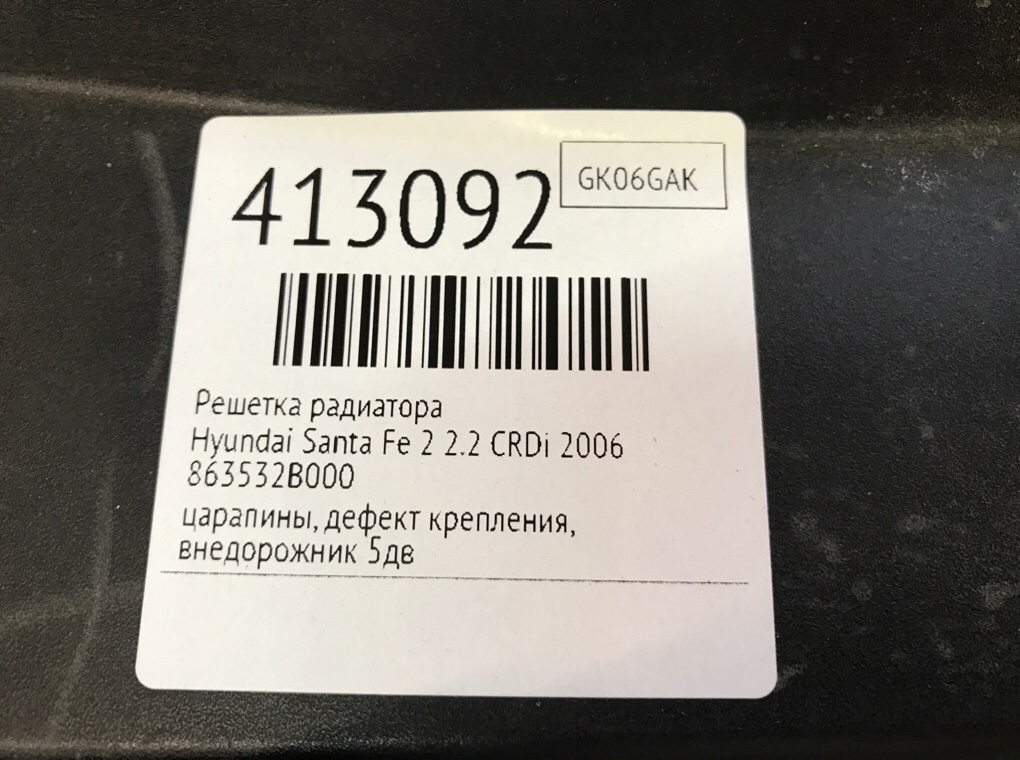 413092
GK06GAK
Решетка радиатора
Hyundai Santa Fe 2 2.2 CRDi 2006
863532B000
царапины, дефект крепления,
внедорожник 5дв